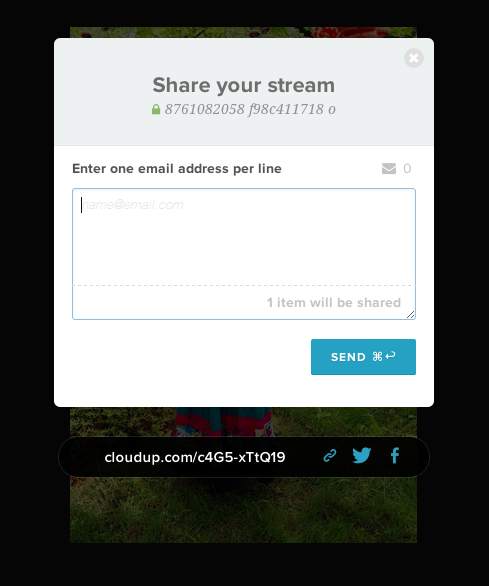 Share your stream
8761082058 f98c411718 o
Enter one email address per line
0
name@email.com
1 item will be shared
SEND ⌘↩
cloudup.com/c4G5-xTtQ19